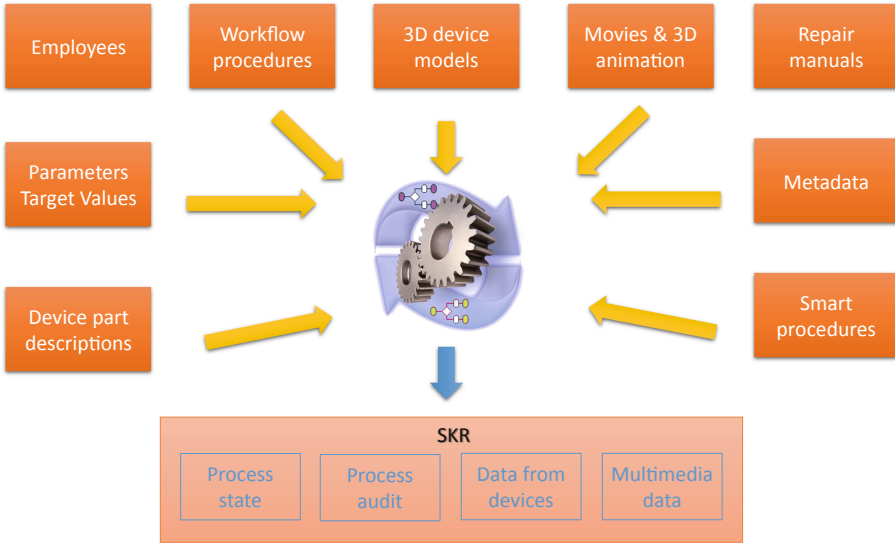 Employees
Workflow
procedures
3D device
models
Movies & 3D
animation
Repair
manuals
Parameters
Target Values
Metadada
Device part
descriptions
Smart
procedures
SKR
Process
state
Process
audit
Data from
devices
Multimedia
data